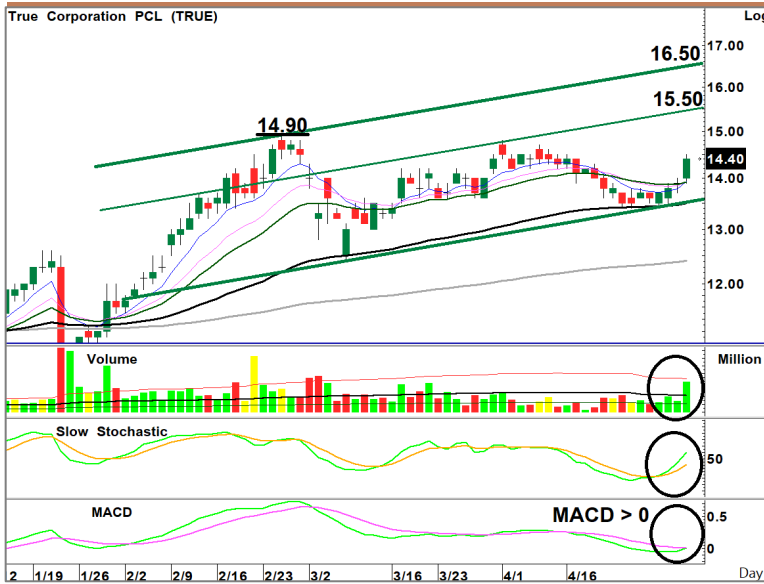 True Corporation PCL (TRUE)
Log
17.00
16.50
16.00
15.50
15.00
14.90
14.40
14.00
13.00
12.00
Volume
Million
Slow Stochastic
50
MACD
MACD > 0
0.5
0
2 1/19 1/26 2/2 2/9 2/16 2/23 3/2 3/16 3/23 4/1 4/16 Day